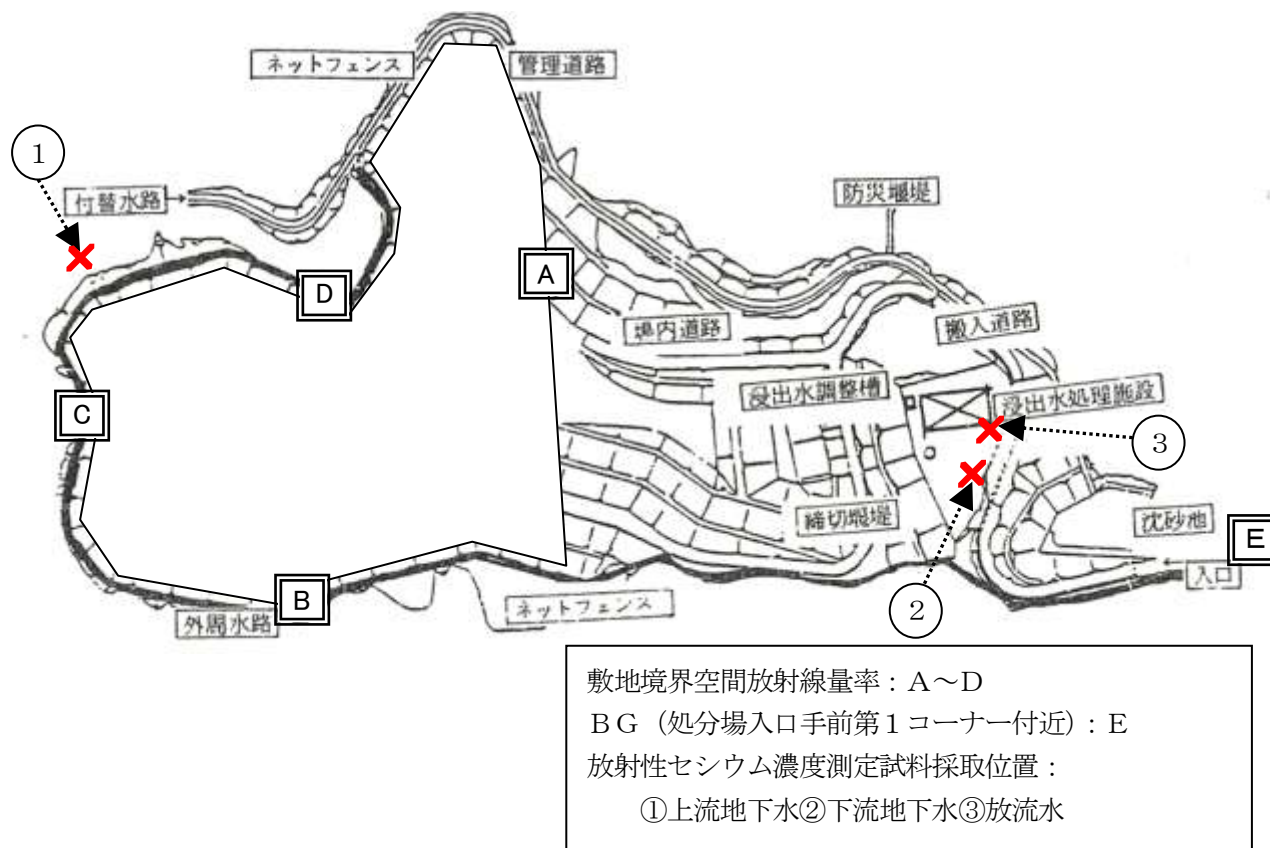 ネットフェンス
管理道路
1
付替水路
防災堰堤
A
D
場内道路
搬入道路
C
浸出水調整槽
浸出水処理施設
3
締切堰堤
沈砂池
E
入口
B
2
ネットフェンス
外周水路
敷地境界空間放射線量率：A～D
BG（処分場入口手前第１コーナー付近）：E
放射性セシウム濃度測定試料採取位置：
①上流地下水②下流地下水③放流水